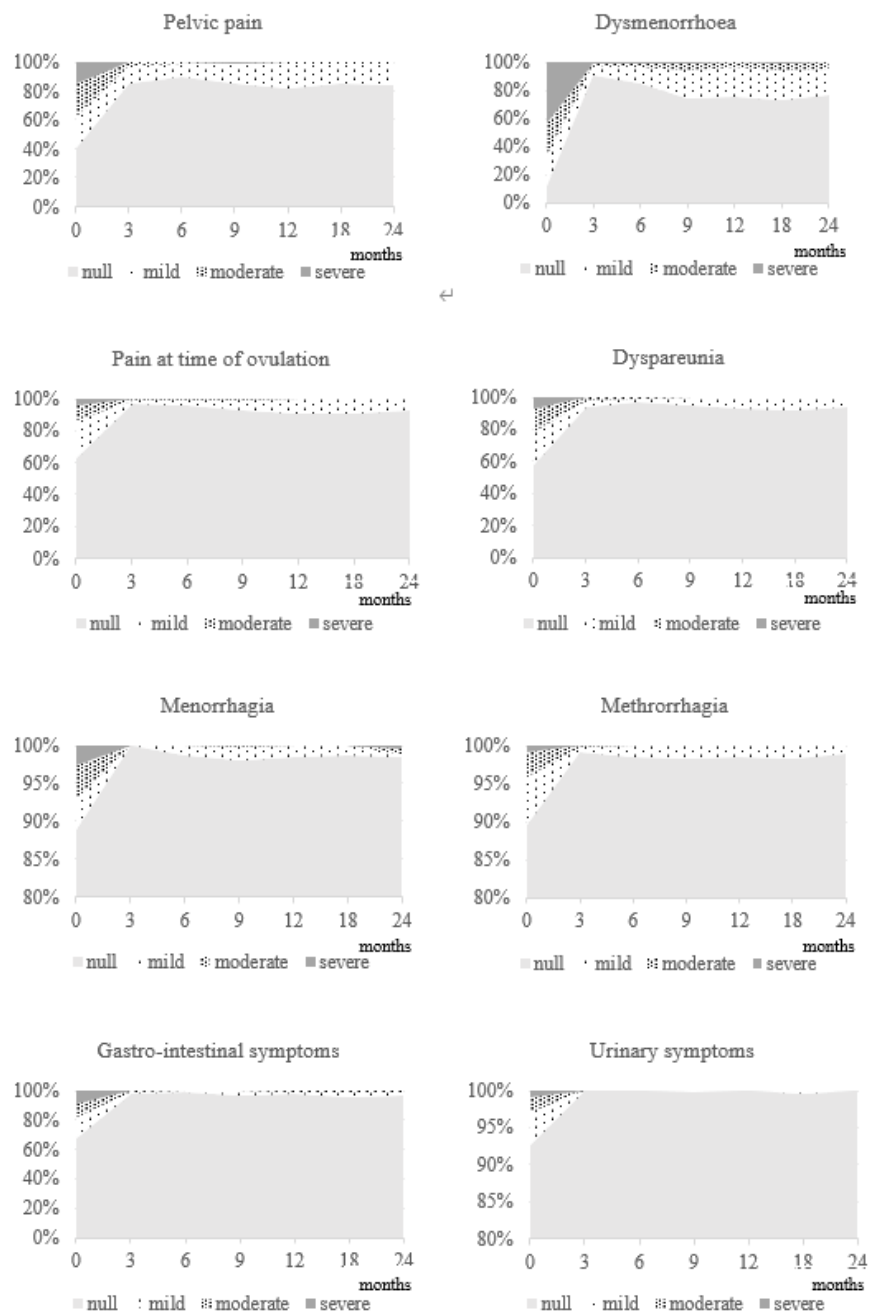 Pelvic pain
100%
80%
60%
40%
20%
0%
0 3 6 9 12 18 24
months
null mild moderate severe
Dysmenorrhoea
100%
80%
60%
40%
20%
0%
0 3 6 9 12 18 24
months
null mild moderate severe
↵
Pain at time of ovulation
100%
80%
60%
40%
20%
0%
0 3 6 9 12 18 24
months
null mild moderate severe
Dyspareunia
100%
80%
60%
40%
20%
0%
0 3 6 9 12 18 24
months
null mild moderate severe
Menorrhagia
100%
95%
90%
85%
80%
0 3 6 9 12 18 24
months
null mild moderate severe
Methrorrhagia
100%
95%
90%
85%
80%
0 3 6 9 12 18 24
months
null mild moderate severe
Gastro-intestinal symptoms
100%
80%
60%
40%
20%
0%
0 3 6 9 12 18 24
months
null mild moderate severe
Urinary symptoms
100%
95%
90%
85%
80%
0 3 6 9 12 18 24
months
null mild moderate severe